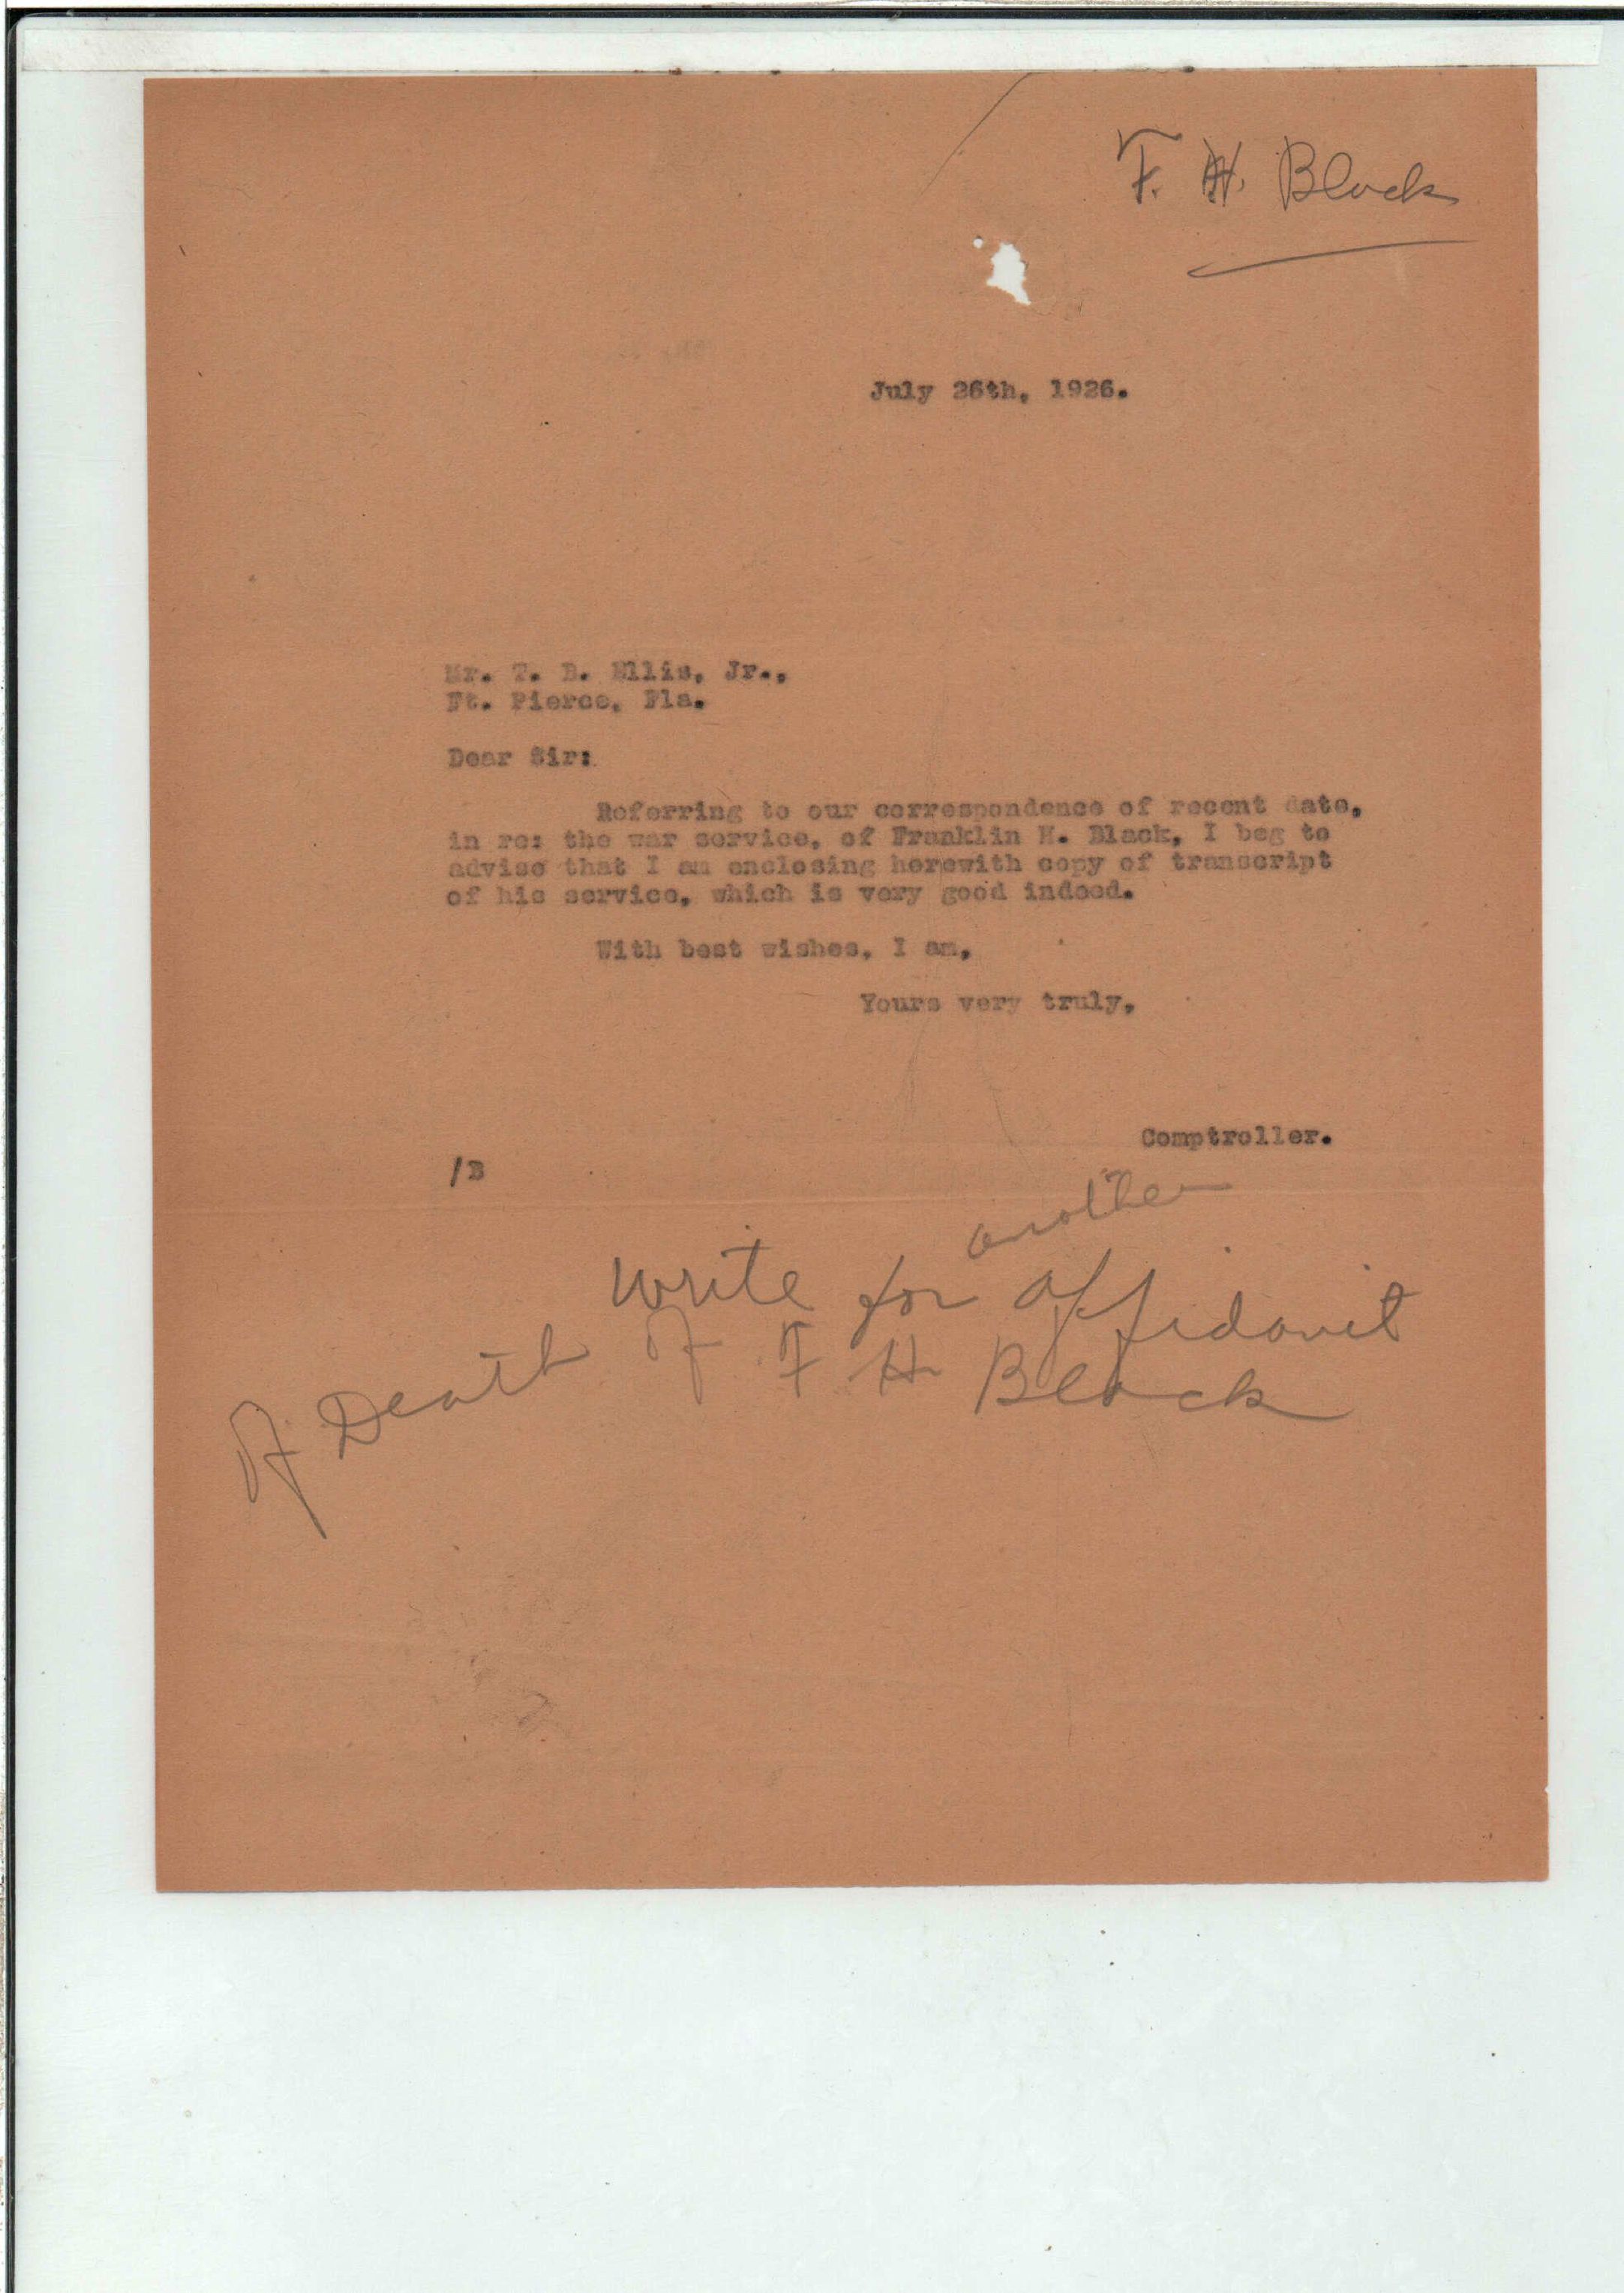 F. H. Black
July 26th, 1926.
Mr. T. B. Ellis, Jr.,
Ft. Pierce, Fla.
Dear Sir:
Referring to our correspondence of recent date,
in re: the war service, of Franklin H. Black, I beg to
advise that I am enclosing herewith copy of transcript
of his service, which is very good indeed.
With best wishes, I am,
Yours very truly,
Comptroller.
/B
another
write for affidavit
of Death of F H Black